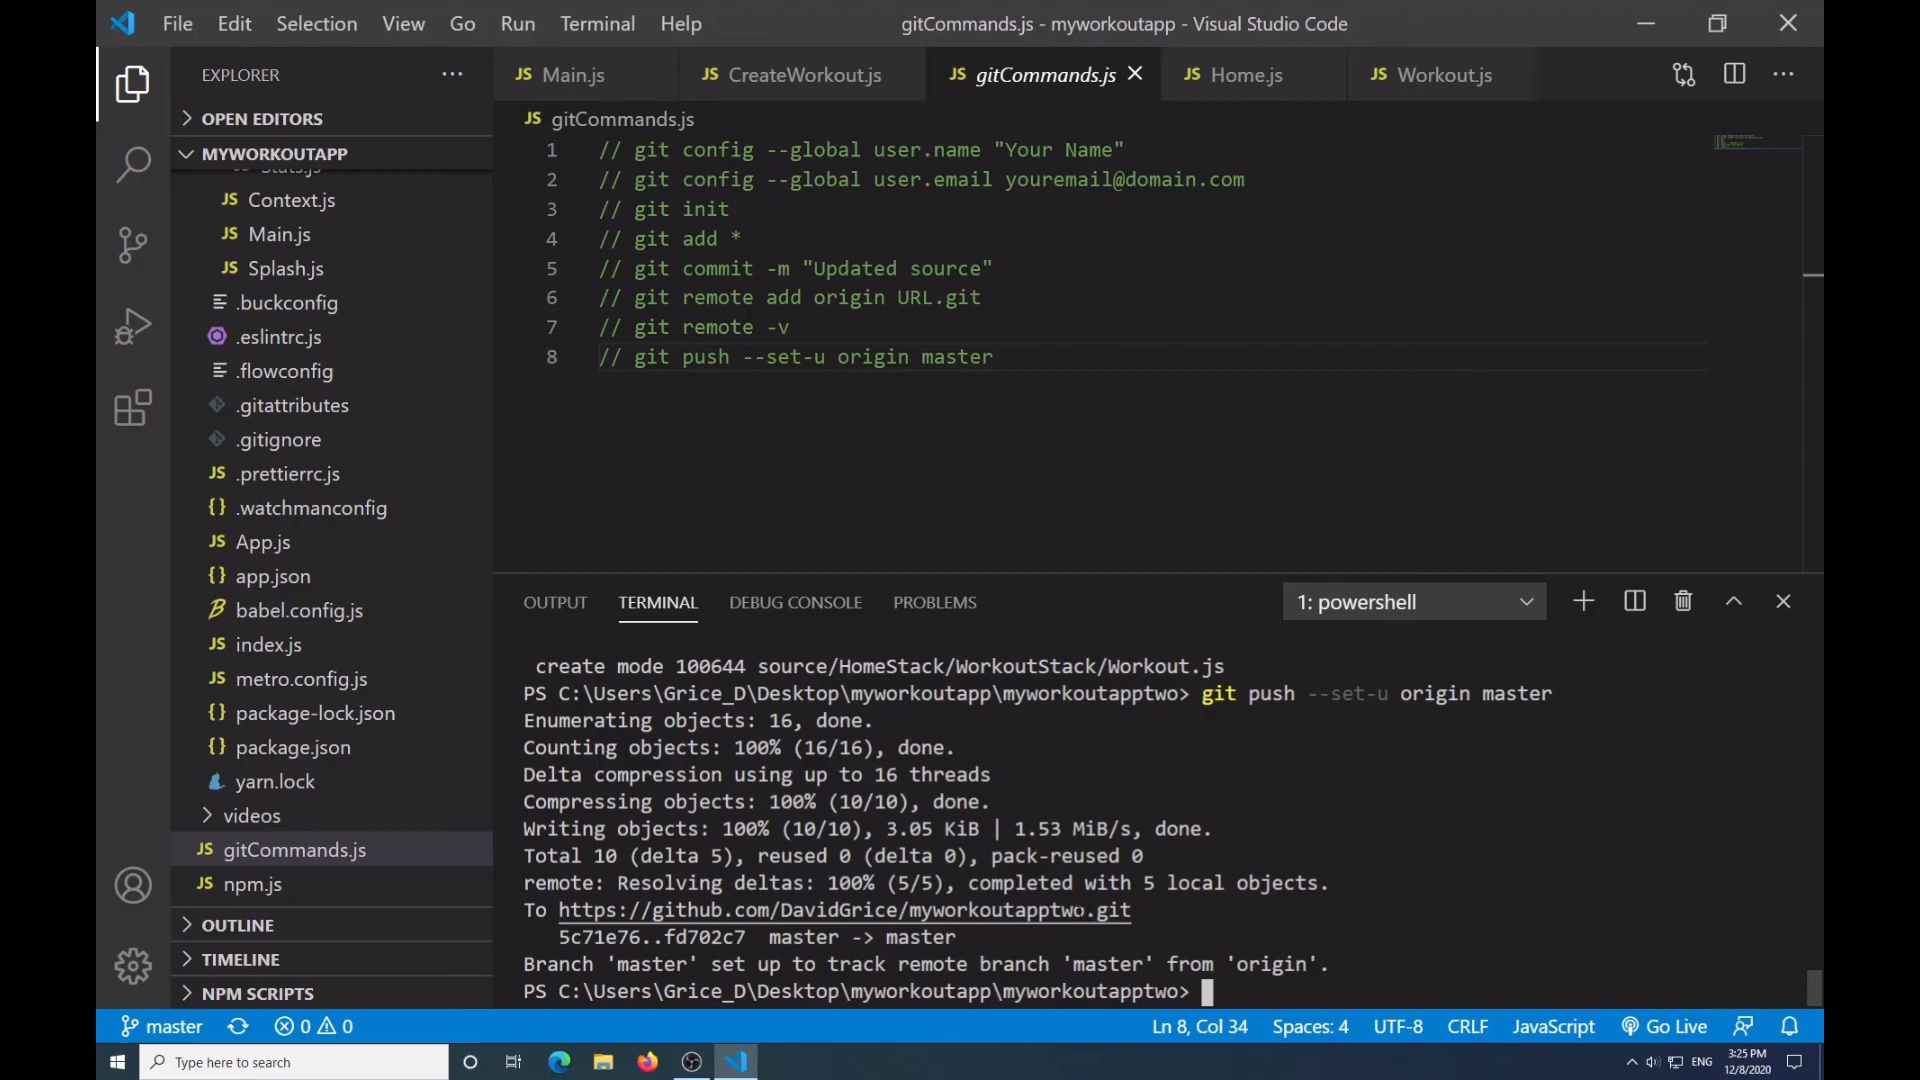 File Edit Selection View Go Run Terminal Help
gitCommands.js - myworkoutapp - Visual Studio Code
EXPLORER
OPEN EDITORS
MYWORKOUTAPP
Stats.js
JS Context.js
JS Main.js
JS Splash.js
.buckconfig
.eslintrc.js
.flowconfig
.gitattributes
.gitignore
JS .prettierrc.js
{} .watchmanconfig
JS App.js
{} app.json
babel.config.js
JS index.js
JS metro.config.js
{} package-lock.json
{} package.json
yarn.lock
videos
JS gitCommands.js
JS npm.js
OUTLINE
TIMELINE
NPM SCRIPTS
JS Main.js JS CreateWorkout.js JS gitCommands.js JS Home.js JS Workout.js
JS gitCommands.js
1 // git config --global user.name "Your Name"
2 // git config --global user.email youremail@domain.com
3 // git init
4 // git add *
5 // git commit -m "Updated source"
6 // git remote add origin URL.git
7 // git remote -v
8 // git push --set-u origin master
OUTPUT TERMINAL DEBUG CONSOLE PROBLEMS 1: powershell
create mode 100644 source/HomeStack/WorkoutStack/Workout.js
PS C:\Users\Grice_D\Desktop\myworkoutapp\myworkoutapptwo> git push --set-u origin master
Enumerating objects: 16, done.
Counting objects: 100% (16/16), done.
Delta compression using up to 16 threads
Compressing objects: 100% (10/10), done.
Writing objects: 100% (10/10), 3.05 KiB | 1.53 MiB/s, done.
Total 10 (delta 5), reused 0 (delta 0), pack-reused 0
remote: Resolving deltas: 100% (5/5), completed with 5 local objects.
To https://github.com/DavidGrice/myworkoutapptwo.git
5c71e76..fd702c7 master -> master
Branch 'master' set up to track remote branch 'master' from 'origin'.
PS C:\Users\Grice_D\Desktop\myworkoutapp\myworkoutapptwo>
master 0 0 Ln 8, Col 34 Spaces: 4 UTF-8 CRLF JavaScript Go Live
Type here to search
ENG
3:25 PM
12/8/2020